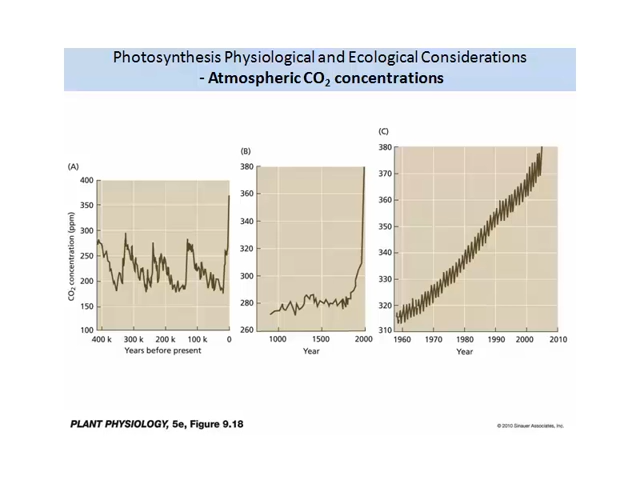 Photosynthesis Physiological and Ecological Considerations
- Atmospheric CO₂ concentrations
(A)
CO₂ concentration (ppm)
400
350
300
250
200
150
100
400 k 300 k 200 k 100 k 0
Years before present
(B)
380
360
340
320
300
280
260
1000 1500 2000
Year
(C)
380
370
360
350
340
330
320
310
1960 1970 1980 1990 2000 2010
Year
PLANT PHYSIOLOGY, 5e, Figure 9.18
© 2010 Sinauer Associates, Inc.